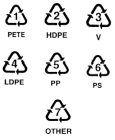 1 2 3
PETE HDPE V
4 5 6
LDPE PP PS
7
OTHER